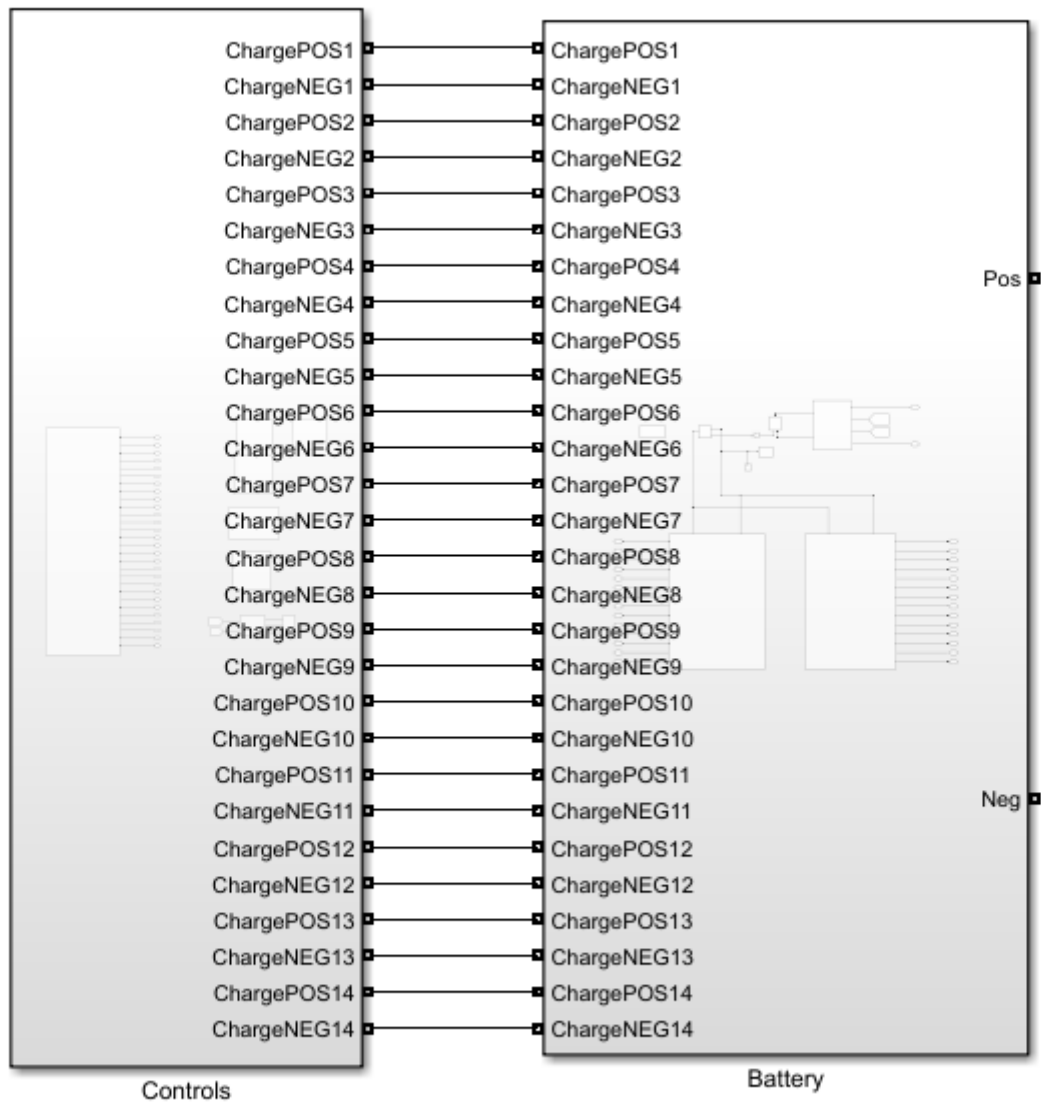 ChargePOS1 ChargePOS1
ChargeNEG1 ChargeNEG1
ChargePOS2 ChargePOS2
ChargeNEG2 ChargeNEG2
ChargePOS3 ChargePOS3
ChargeNEG3 ChargeNEG3
ChargePOS4 ChargePOS4
Pos
ChargeNEG4 ChargeNEG4
ChargePOS5 ChargePOS5
ChargeNEG5 ChargeNEG5
ChargePOS6 ChargePOS6
ChargeNEG6 ChargeNEG6
ChargePOS7 ChargePOS7
ChargeNEG7 ChargeNEG7
ChargePOS8 ChargePOS8
ChargeNEG8 ChargeNEG8
ChargePOS9 ChargePOS9
ChargeNEG9 ChargeNEG9
ChargePOS10 ChargePOS10
ChargeNEG10 ChargeNEG10
ChargePOS11 ChargePOS11
Neg
ChargeNEG11 ChargeNEG11
ChargePOS12 ChargePOS12
ChargeNEG12 ChargeNEG12
ChargePOS13 ChargePOS13
ChargeNEG13 ChargeNEG13
ChargePOS14 ChargePOS14
ChargeNEG14 ChargeNEG14
Controls
Battery